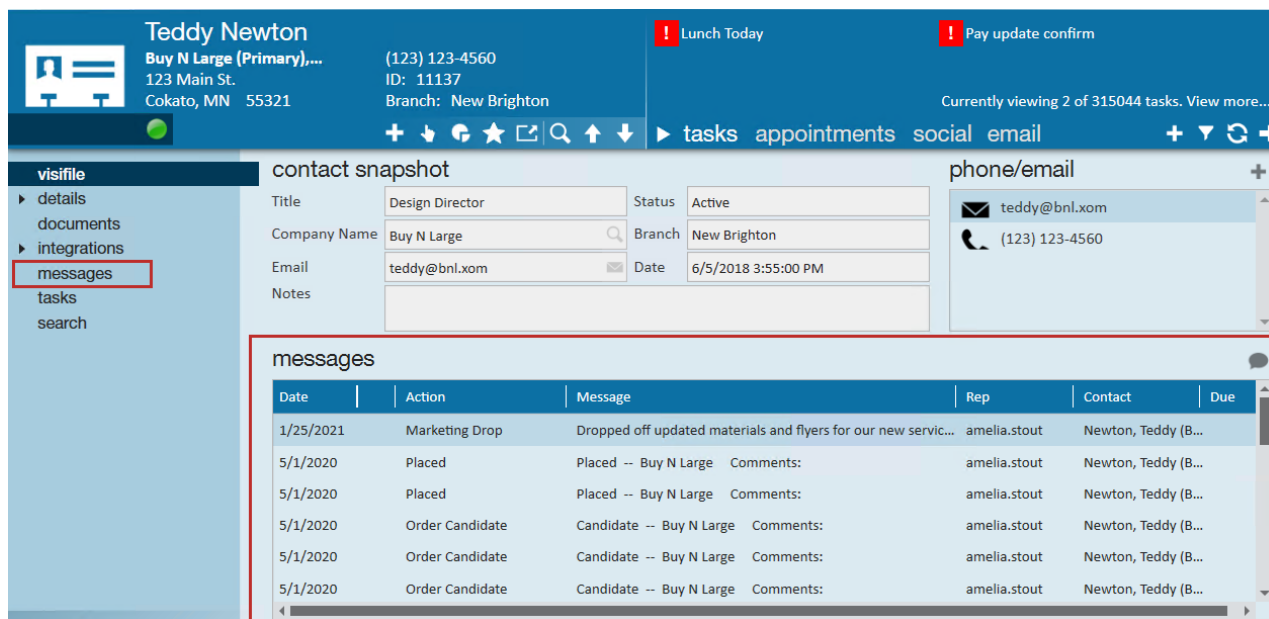 Teddy Newton
Buy N Large (Primary),...
123 Main St.
Cokato, MN 55321
(123) 123-4560
ID: 11137
Branch: New Brighton
! Lunch Today
! Pay update confirm
Currently viewing 2 of 315044 tasks. View more...
tasks appointments social email
visifile
details
documents
integrations
messages
tasks
search
contact snapshot
Title Design Director Status Active
Company Name Buy N Large Branch New Brighton
Email teddy@bnl.xom Date 6/5/2018 3:55:00 PM
Notes
phone/email
teddy@bnl.xom
(123) 123-4560
messages
Date Action Message Rep Contact Due
1/25/2021 Marketing Drop Dropped off updated materials and flyers for our new servic... amelia.stout Newton, Teddy (B...
5/1/2020 Placed Placed -- Buy N Large Comments: amelia.stout Newton, Teddy (B...
5/1/2020 Placed Placed -- Buy N Large Comments: amelia.stout Newton, Teddy (B...
5/1/2020 Order Candidate Candidate -- Buy N Large Comments: amelia.stout Newton, Teddy (B...
5/1/2020 Order Candidate Candidate -- Buy N Large Comments: amelia.stout Newton, Teddy (B...
5/1/2020 Order Candidate Candidate -- Buy N Large Comments: amelia.stout Newton, Teddy (B...